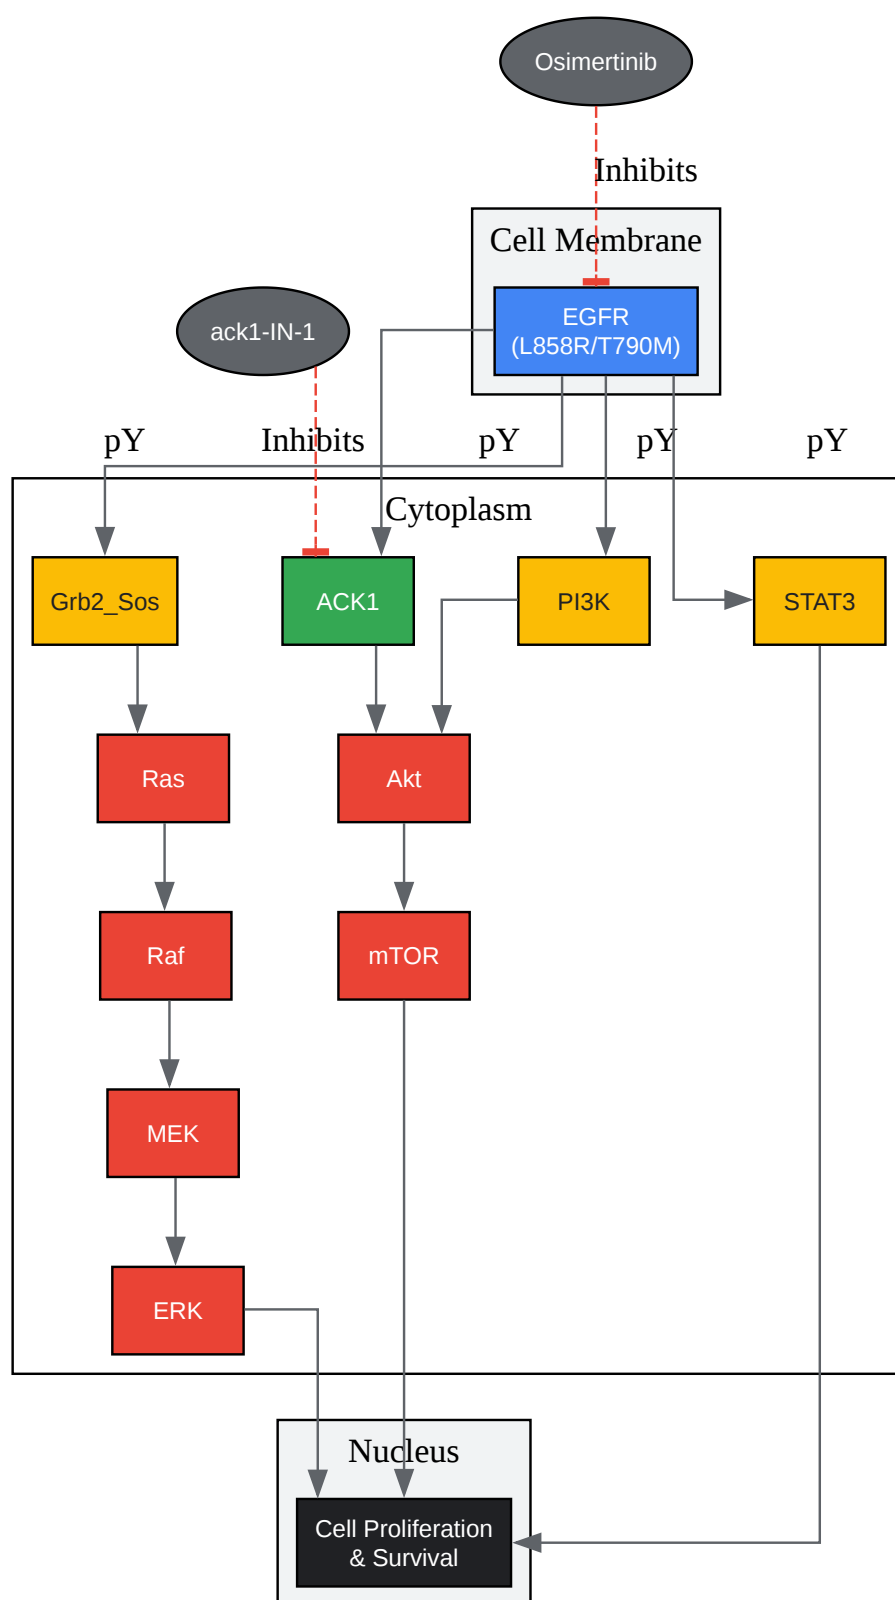 Osimertinib
Inhibits
Cell Membrane
EGFR
(L858R/T790M)
ack1-IN-1
pY
Inhibits
pY
pY
pY
Cytoplasm
Grb2_Sos
ACK1
PI3K
STAT3
Ras
Akt
Raf
mTOR
MEK
ERK
Nucleus
Cell Proliferation
& Survival